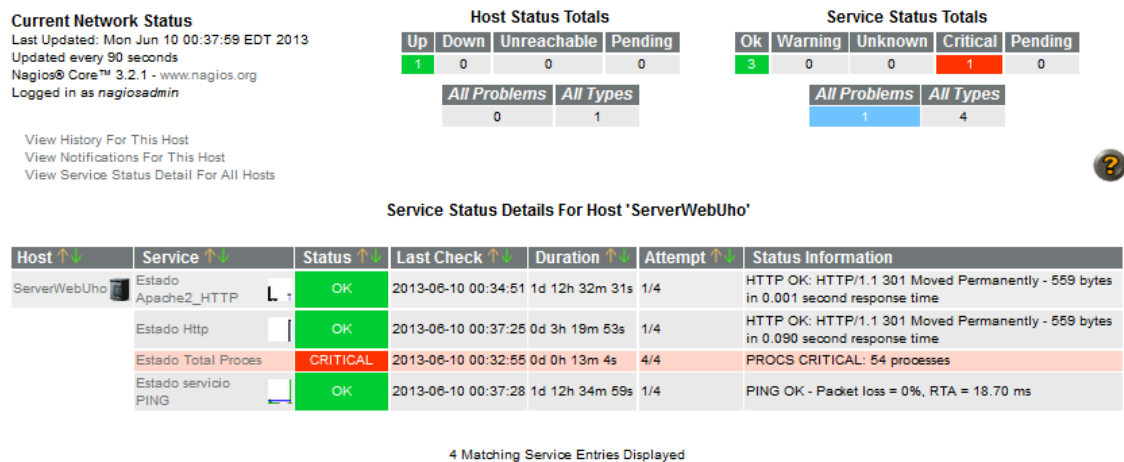 Current Network Status
Last Updated: Mon Jun 10 00:37:59 EDT 2013
Updated every 90 seconds
Nagios® Core™ 3.2.1 - www.nagios.org
Logged in as nagiosadmin
View History For This Host
View Notifications For This Host
View Service Status Detail For All Hosts
Host Status Totals
Up Down Unreachable Pending
1 0 0 0
All Problems All Types
0 1
Service Status Totals
Ok Warning Unknown Critical Pending
3 0 0 1 0
All Problems All Types
1 4
?
Service Status Details For Host 'ServerWebUho'
Host Service Status Last Check Duration Attempt Status Information
ServerWebUho Estado Apache2_HTTP OK 2013-06-10 00:34:51 1d 12h 32m 31s 1/4 HTTP OK: HTTP/1.1 301 Moved Permanently - 559 bytes
in 0.001 second response time
Estado Http OK 2013-06-10 00:37:25 0d 3h 19m 53s 1/4 HTTP OK: HTTP/1.1 301 Moved Permanently - 559 bytes
in 0.090 second response time
Estado Total Proces CRITICAL 2013-06-10 00:32:55 0d 0h 13m 4s 4/4 PROCS CRITICAL: 54 processes
Estado servicio PING OK 2013-06-10 00:37:28 1d 12h 34m 59s 1/4 PING OK - Packet loss = 0%, RTA = 18.70 ms
4 Matching Service Entries Displayed